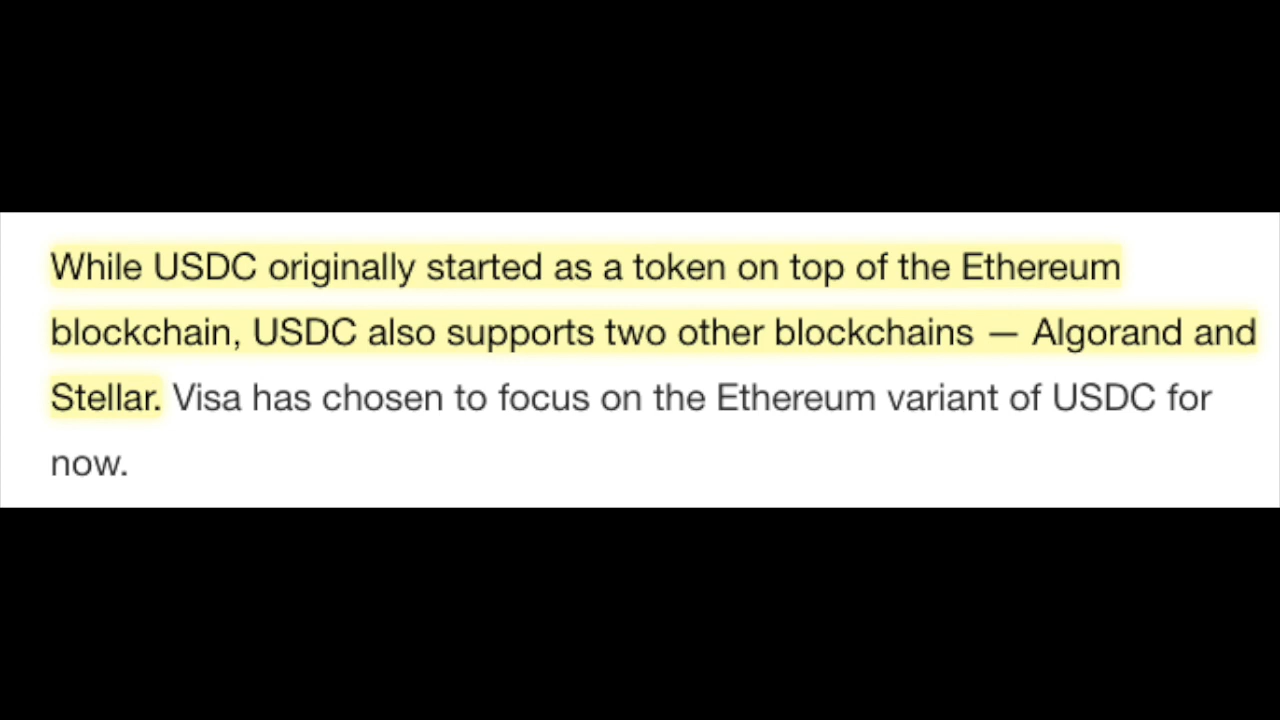 While USDC originally started as a token on top of the Ethereum
blockchain, USDC also supports two other blockchains — Algorand and
Stellar. Visa has chosen to focus on the Ethereum variant of USDC for
now.